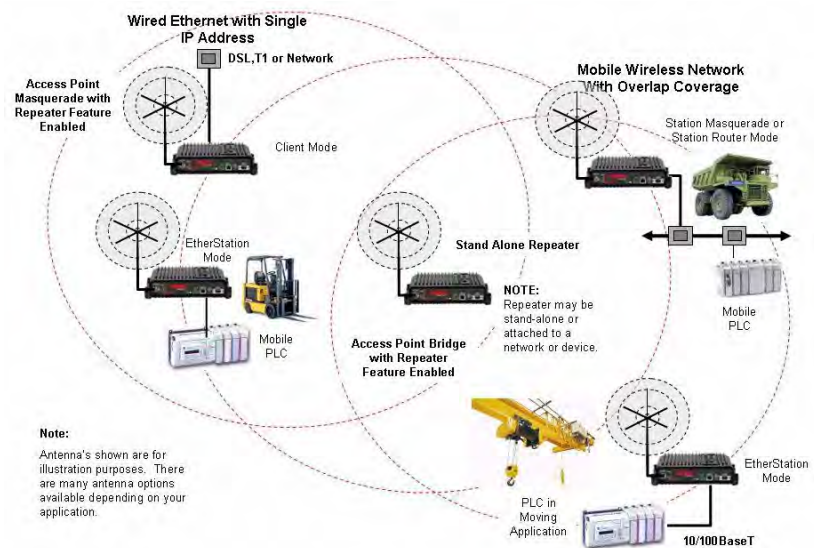 Wired Ethernet with Single
IP Address
DSL,T1 or Network
Access Point
Masquerade with
Repeater Feature
Enabled
Client Mode
Mobile Wireless Network
With Overlap Coverage
Station Masquerade or
Station Router Mode
EtherStation
Mode
Stand Alone Repeater
NOTE:
Repeater may be
stand-alone or
attached to a
network or device.
Mobile
PLC
Mobile
PLC
Access Point Bridge
with Repeater
Feature Enabled
Note:
Antenna's shown are for
illustration purposes. There
are many antenna options
available depending on your
application.
EtherStation
Mode
PLC in
Moving
Application
10/100BaseT